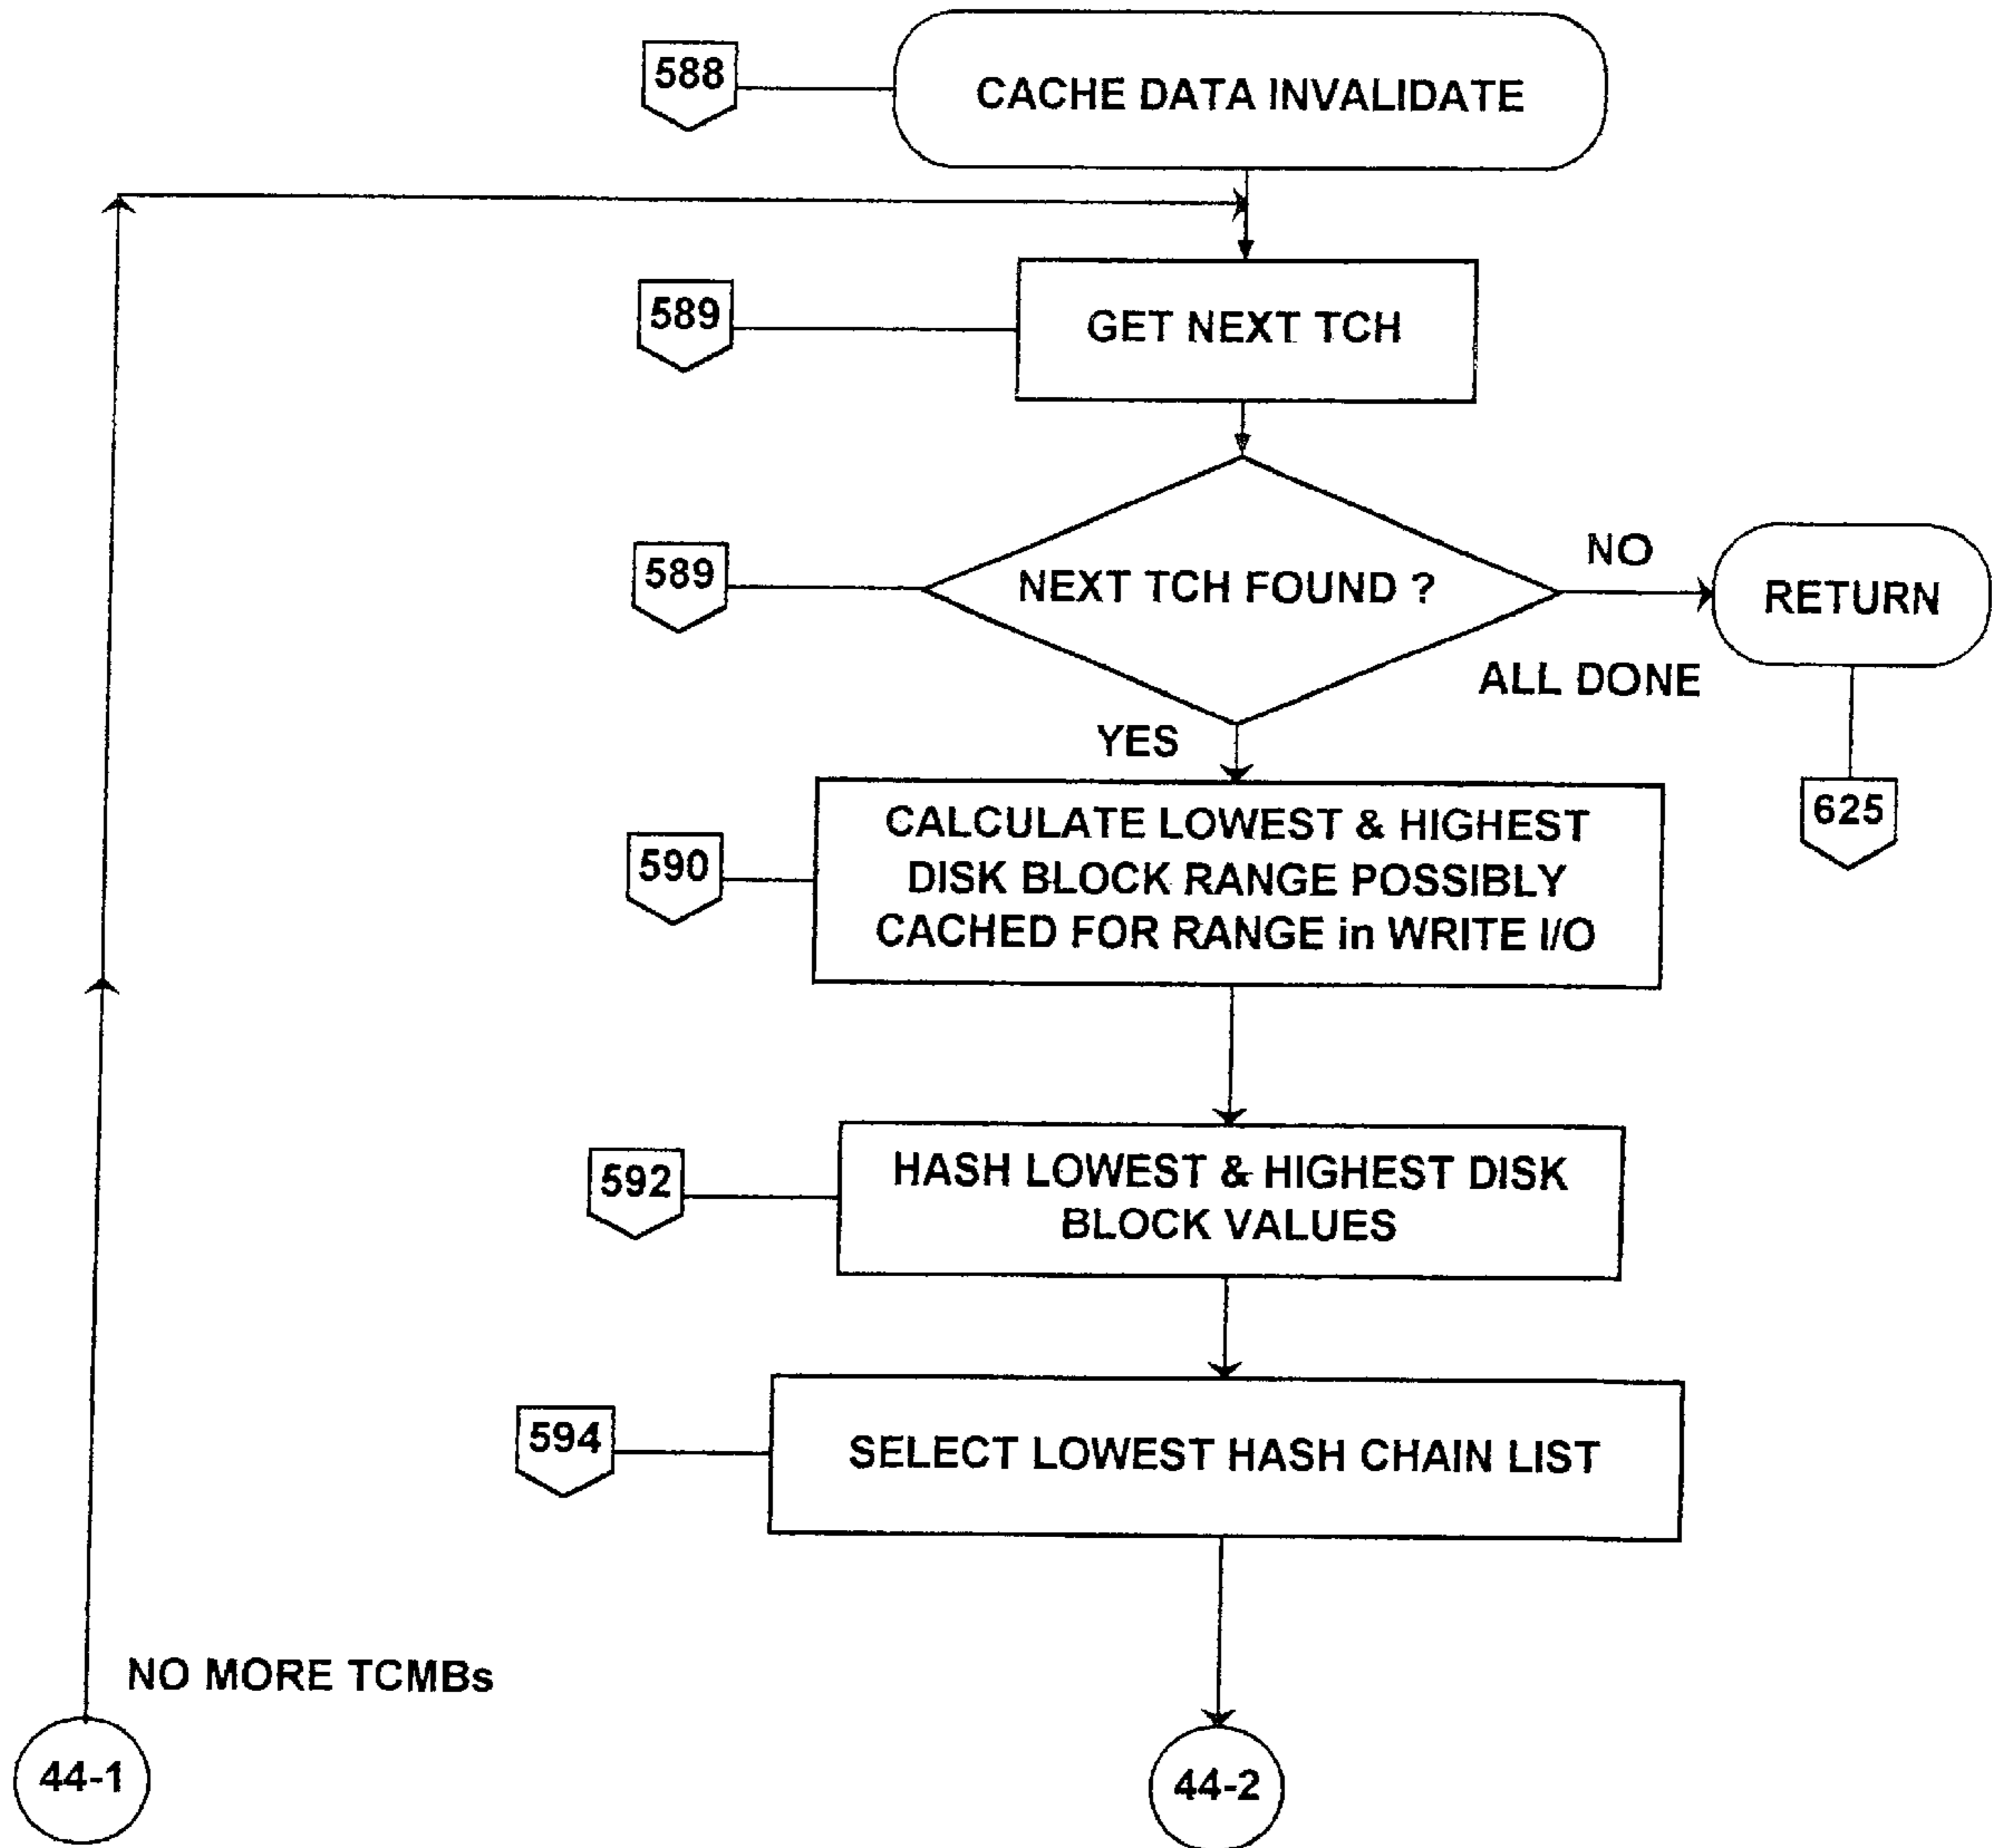 588
CACHE DATA INVALIDATE
589
GET NEXT TCH
589
NEXT TCH FOUND ?
NO
RETURN
ALL DONE
YES
625
590
CALCULATE LOWEST & HIGHEST
DISK BLOCK RANGE POSSIBLY
CACHED FOR RANGE in WRITE I/O
592
HASH LOWEST & HIGHEST DISK
BLOCK VALUES
594
SELECT LOWEST HASH CHAIN LIST
NO MORE TCMBs
44-1
44-2